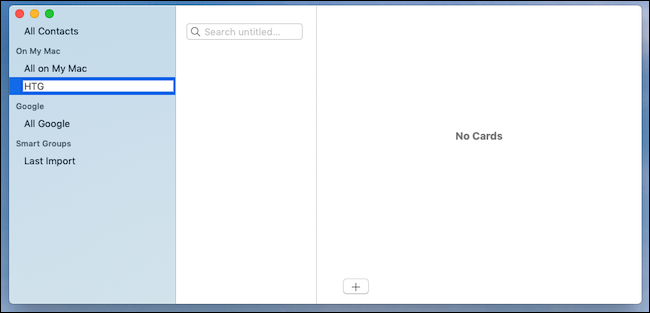 All Contacts
On My Mac
All on My Mac
HTG
Google
All Google
Smart Groups
Last Import
Search untitled...
No Cards